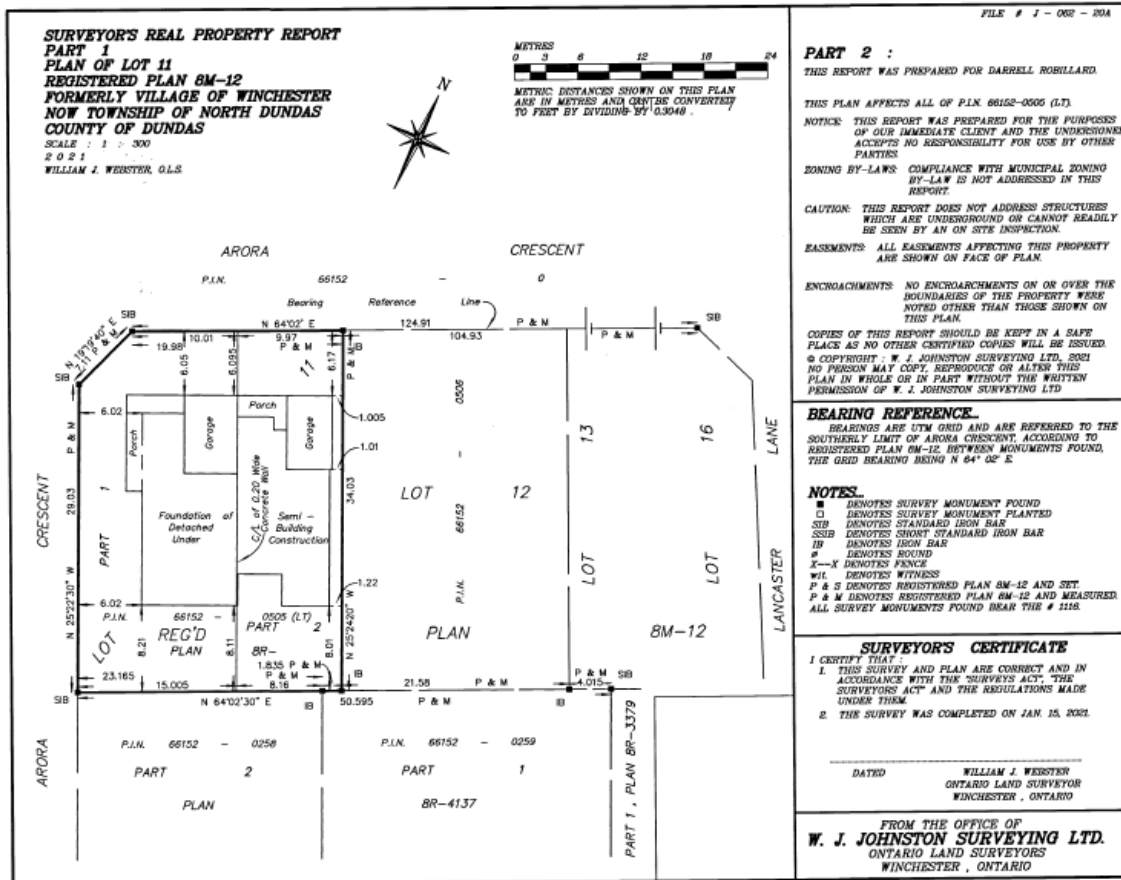 SURVEYOR'S REAL PROPERTY REPORT
PART 1
PLAN OF LOT 11
REGISTERED PLAN 8M-12
FORMERLY VILLAGE OF WINCHESTER
NOW TOWNSHIP OF NORTH DUNDAS
COUNTY OF DUNDAS
SCALE : 1 : 300
2021
WILLIAM J. WEBSTER, O.L.S.
METRES
0 3 6 12 18 24
METRIC: DISTANCES SHOWN ON THIS PLAN
ARE IN METRES AND CAN BE CONVERTED
TO FEET BY DIVIDING BY 0.3048 .
N
ARORA CRESCENT
P.I.N. 66152 - 0
Bearing Reference Line
SIB
N 64°02' E
124.91
P & M
SIB
N 19°19'40" E
7.11 P & M
19.98
10.01
9.97
P & M
IB
104.93
P & M
SIB
6.05
6.095
6.17
P & M
11
6.02
Porch
Garage
Porch
Garage
1.005
1.01
0506
-
66152
P.I.N.
LOT 12
LOT 13
LOT 16
LANCASTER LANE
P & M
29.03
N 25°22'30" W
CRESCENT
ARORA
PART 1
Foundation of Semi -
Detached Building
Under Construction
C/L of 0.20 Wide
Concrete Wall
34.03
N 25°24'20" W
1.22
6.02
P.I.N. 66152 - 0505 (LT)
LOT
REG'D
PLAN
PART 2
8R-
8.21
8.11
8.01
1.835 P & M
PLAN 8M-12
23.165
P & M
15.005
8.16
IB
21.58
P & M
4.015
P & M
SIB
SIB
N 64°02'30" E
IB
50.595
P & M
IB
P.I.N. 66152 - 0258
PART 2
PLAN
P.I.N. 66152 - 0259
PART 1
8R-4137
PART 1 , PLAN 8R-3379
FILE # J - 062 - 20A
PART 2 :
THIS REPORT WAS PREPARED FOR DARRELL ROBILLARD.
THIS PLAN AFFECTS ALL OF P.I.N. 66152-0505 (LT).
NOTICE: THIS REPORT WAS PREPARED FOR THE PURPOSES
OF OUR IMMEDIATE CLIENT AND THE UNDERSIGNE
ACCEPTS NO RESPONSIBILITY FOR USE BY OTHER
PARTIES.
ZONING BY-LAWS: COMPLIANCE WITH MUNICIPAL ZONING
BY-LAW IS NOT ADDRESSED IN THIS
REPORT.
CAUTION: THIS REPORT DOES NOT ADDRESS STRUCTURES
WHICH ARE UNDERGROUND OR CANNOT READILY
BE SEEN BY AN ON SITE INSPECTION.
EASEMENTS: ALL EASEMENTS AFFECTING THIS PROPERTY
ARE SHOWN ON FACE OF PLAN.
ENCROACHMENTS: NO ENCROARCHMENTS ON OR OVER THE
BOUNDARIES OF THE PROPERTY WERE
NOTED OTHER THAN THOSE SHOWN ON
THIS PLAN.
COPIES OF THIS REPORT SHOULD BE KEPT IN A SAFE
PLACE AS NO OTHER CERTIFIED COPIES WILL BE ISSUED.
© COPYRIGHT : W. J. JOHNSTON SURVEYING LTD., 2021
NO PERSON MAY COPY, REPRODUCE OR ALTER THIS
PLAN IN WHOLE OR IN PART WITHOUT THE WRITTEN
PERMISSION OF W. J. JOHNSTON SURVEYING LTD
BEARING REFERENCE...
BEARINGS ARE UTM GRID AND ARE REFERRED TO THE
SOUTHERLY LIMIT OF ARORA CRESCENT, ACCORDING TO
REGISTERED PLAN 8M-12, BETWEEN MONUMENTS FOUND,
THE GRID BEARING BEING N 64° 02' E.
NOTES...
■ DENOTES SURVEY MONUMENT FOUND
□ DENOTES SURVEY MONUMENT PLANTED
SIB DENOTES STANDARD IRON BAR
SSIB DENOTES SHORT STANDARD IRON BAR
IB DENOTES IRON BAR
ø DENOTES ROUND
X--X DENOTES FENCE
wit. DENOTES WITNESS
P & S DENOTES REGISTERED PLAN 8M-12 AND SET.
P & M DENOTES REGISTERED PLAN 8M-12 AND MEASURED.
ALL SURVEY MONUMENTS FOUND BEAR THE # 1116.
SURVEYOR'S CERTIFICATE
I CERTIFY THAT :
1. THIS SURVEY AND PLAN ARE CORRECT AND IN
ACCORDANCE WITH THE "SURVEYS ACT", "THE
SURVEYORS ACT" AND THE REGULATIONS MADE
UNDER THEM.
2. THE SURVEY WAS COMPLETED ON JAN. 15, 2021.
DATED WILLIAM J. WEBSTER
ONTARIO LAND SURVEYOR
WINCHESTER , ONTARIO
FROM THE OFFICE OF
W. J. JOHNSTON SURVEYING LTD.
ONTARIO LAND SURVEYORS
WINCHESTER , ONTARIO